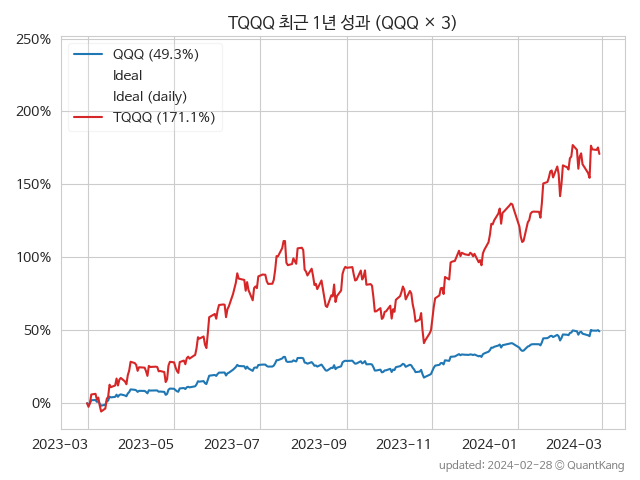 TQQQ 최근 1년 성과 (QQQ × 3)
250%
200%
150%
100%
50%
0%
QQQ (49.3%)
Ideal
Ideal (daily)
TQQQ (171.1%)
2023-03
2023-05
2023-07
2023-09
2023-11
2024-01
2024-03
updated: 2024-02-28 © QuantKang